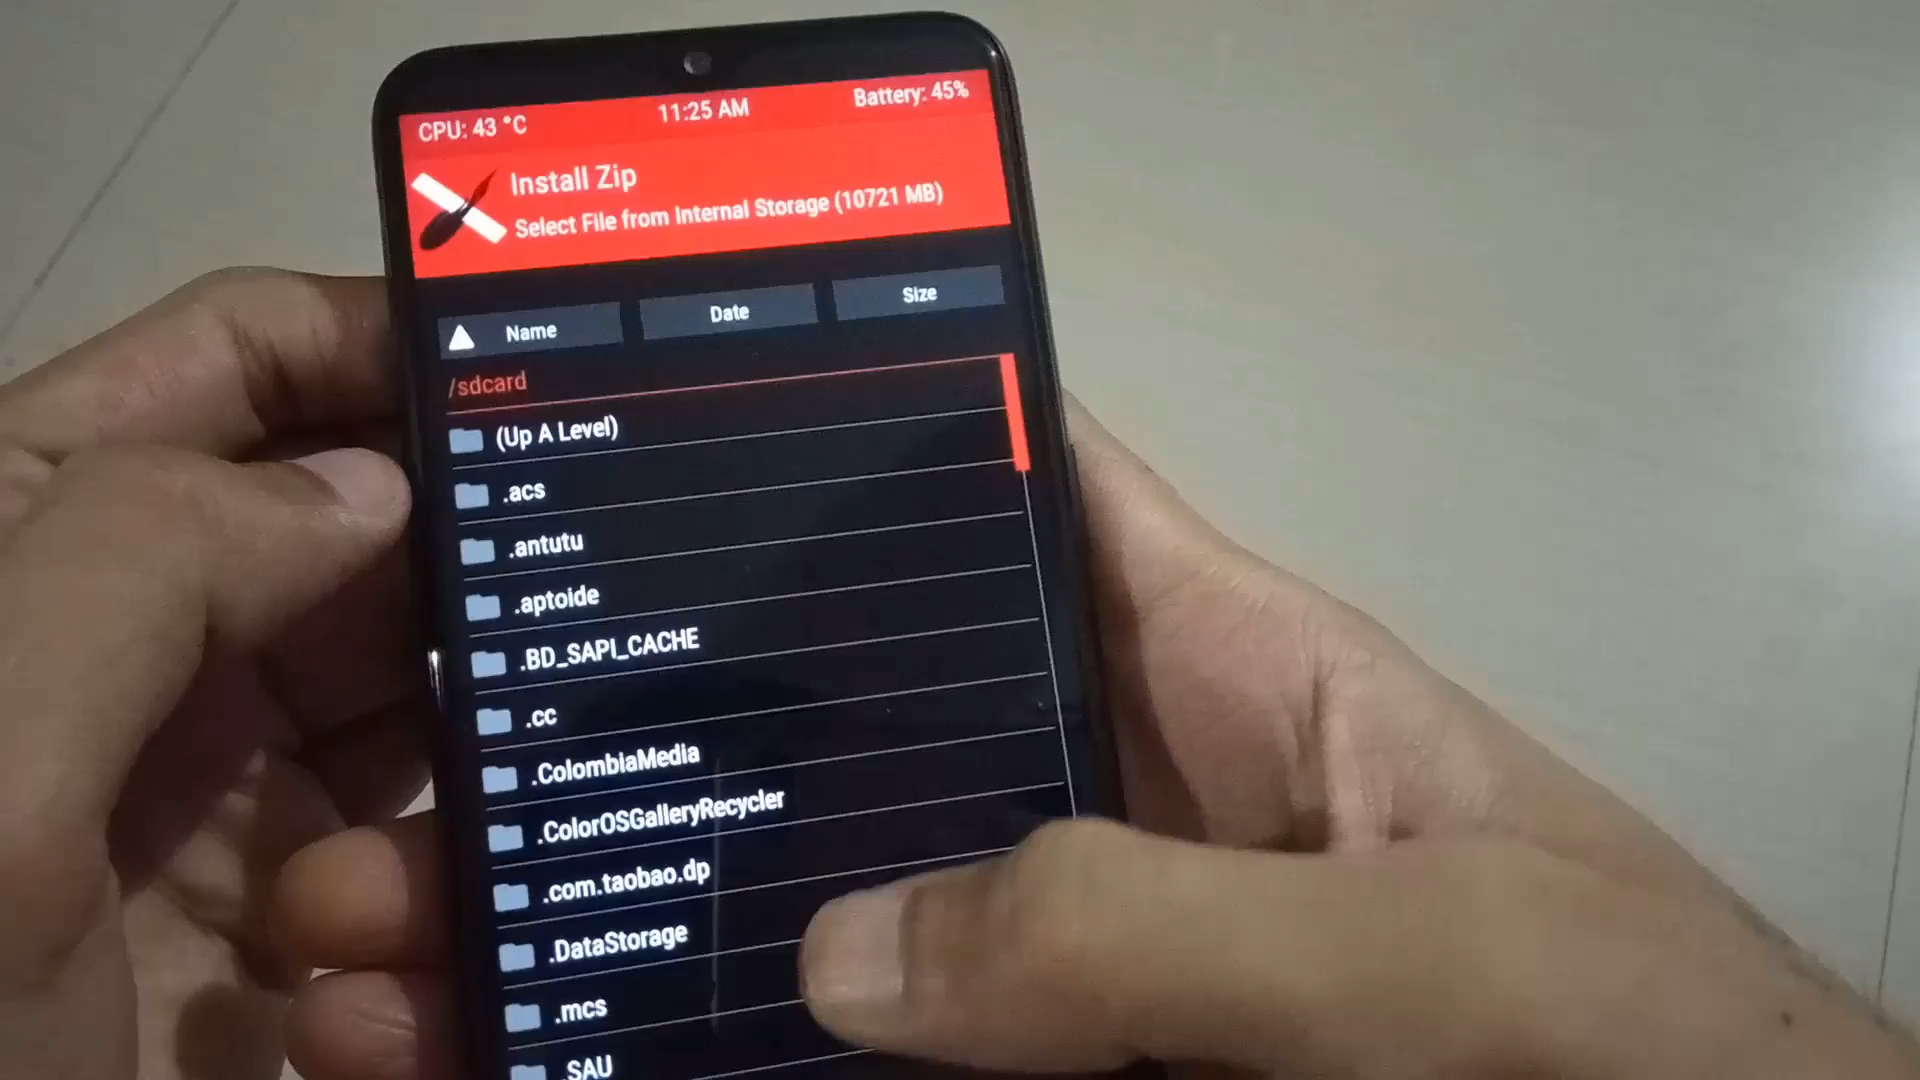 CPU: 43 °C 11:25 AM Battery: 45%
Install Zip
Select File from Internal Storage (10721 MB)
Name Date Size
/sdcard
(Up A Level)
.acs
.antutu
.aptoide
.BD_SAPI_CACHE
.cc
.ColombiaMedia
.ColorOSGalleryRecycler
.com.taobao.dp
.DataStorage
.mcs
.SAU